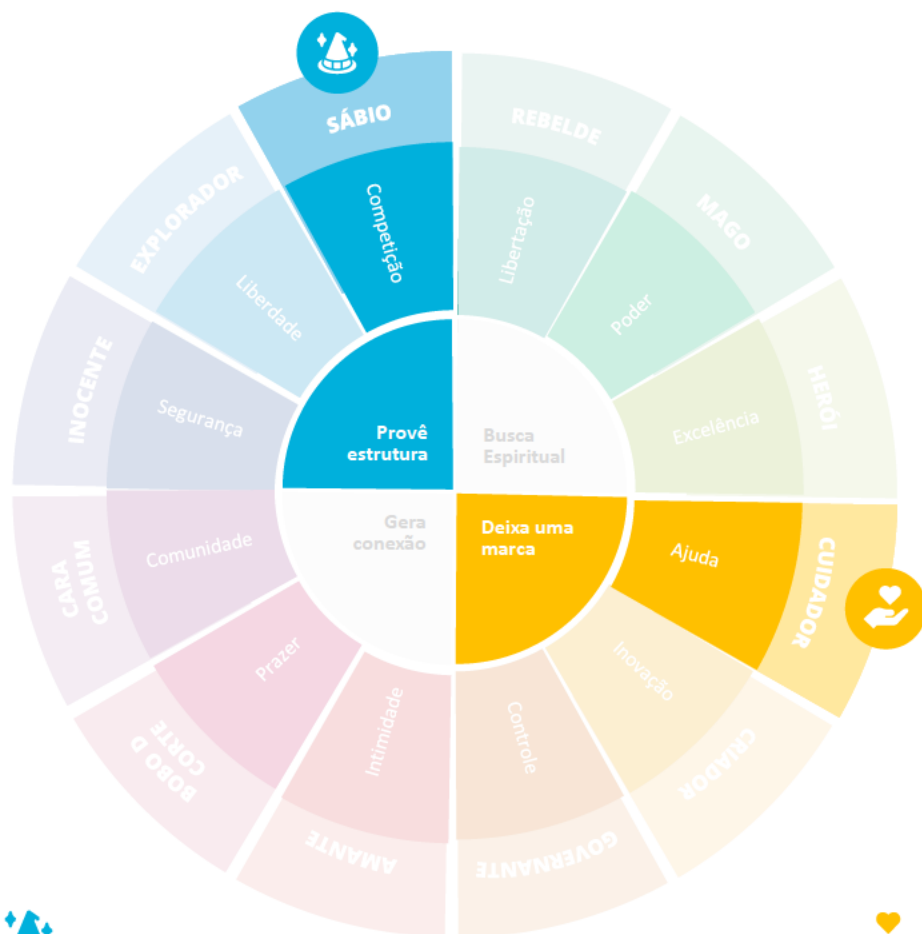 SÁBIO
Competição
REBELDE
Libertação
MAGO
Poder
HERÓI
Excelência
CUIDADOR
Ajuda
CRIADOR
Inovação
GOVERNANTE
Controle
AMANTE
Intimidade
BOBO D
CORTE
Prazer
CARA
COMUM
Comunidade
INOCENTE
Segurança
EXPLORADOR
Liberdade
Provê
estrutura
Busca
Espiritual
Gera
conexão
Deixa uma
marca